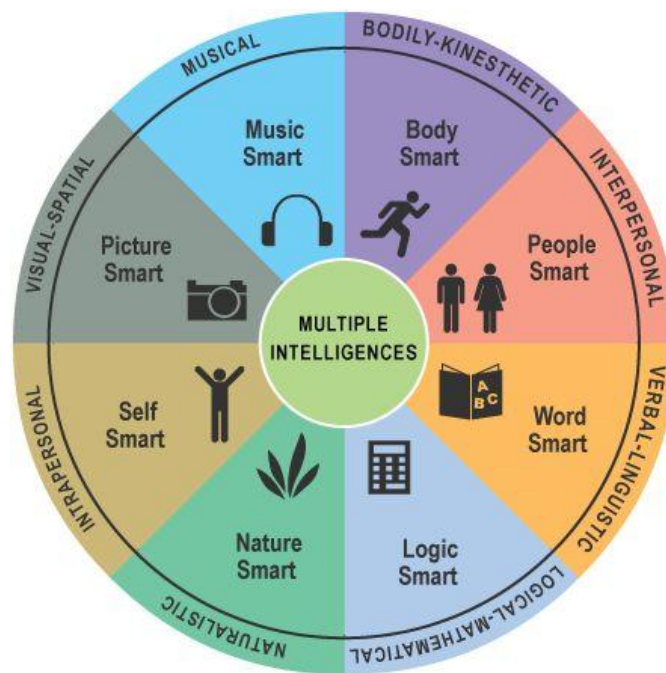 MUSICAL
Music
Smart
BODILY-KINESTHETIC
Body
Smart
INTERPERSONAL
People
Smart
VERBAL-LINGUISTIC
A
B C
Word
Smart
LOGICAL-MATHEMATICAL
Logic
Smart
NATURALISTIC
Nature
Smart
INTRAPERSONAL
Self
Smart
VISUAL-SPATIAL
Picture
Smart
MULTIPLE
INTELLIGENCES